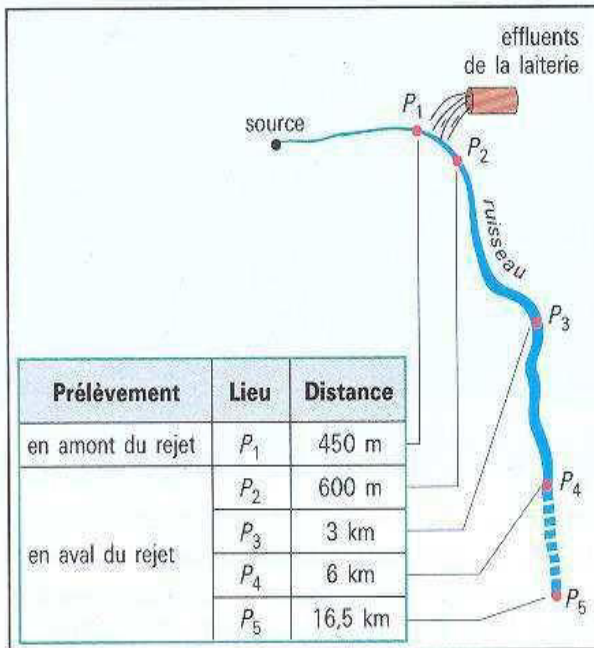 effluents
de la laiterie
P₁
source
P₂
ruisseau
P₃
Prélèvement Lieu Distance
en amont du rejet P₁ 450 m
en aval du rejet P₂ 600 m
P₃ 3 km
P₄ 6 km
P₅ 16,5 km
P₄
P₅